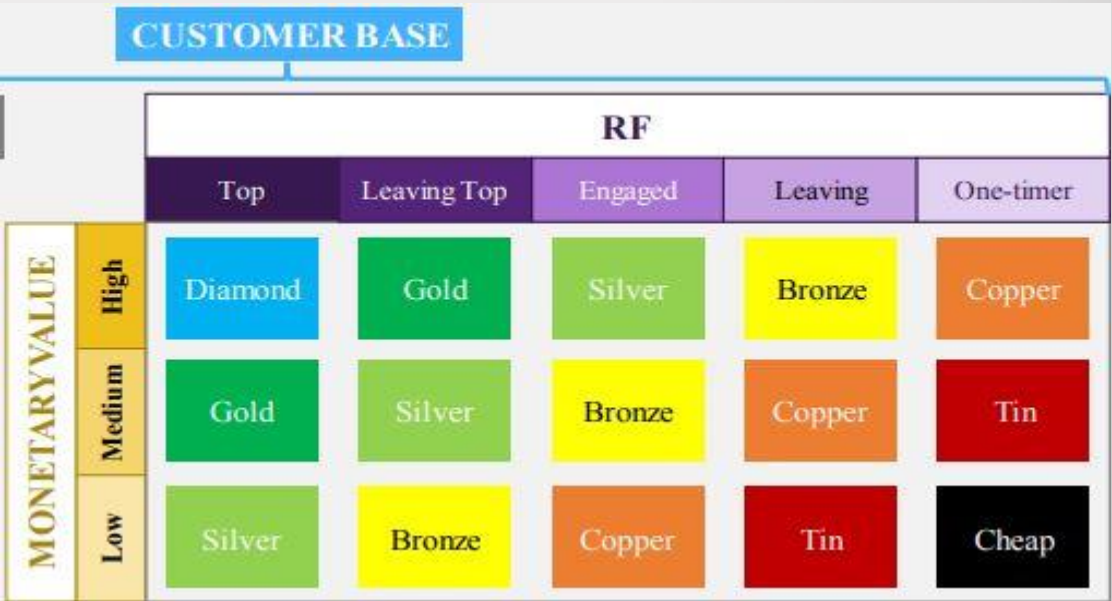 CUSTOMER BASE
RF
Top Leaving Top Engaged Leaving One-timer
MONETARY VALUE
High Diamond Gold Silver Bronze Copper
Medium Gold Silver Bronze Copper Tin
Low Silver Bronze Copper Tin Cheap